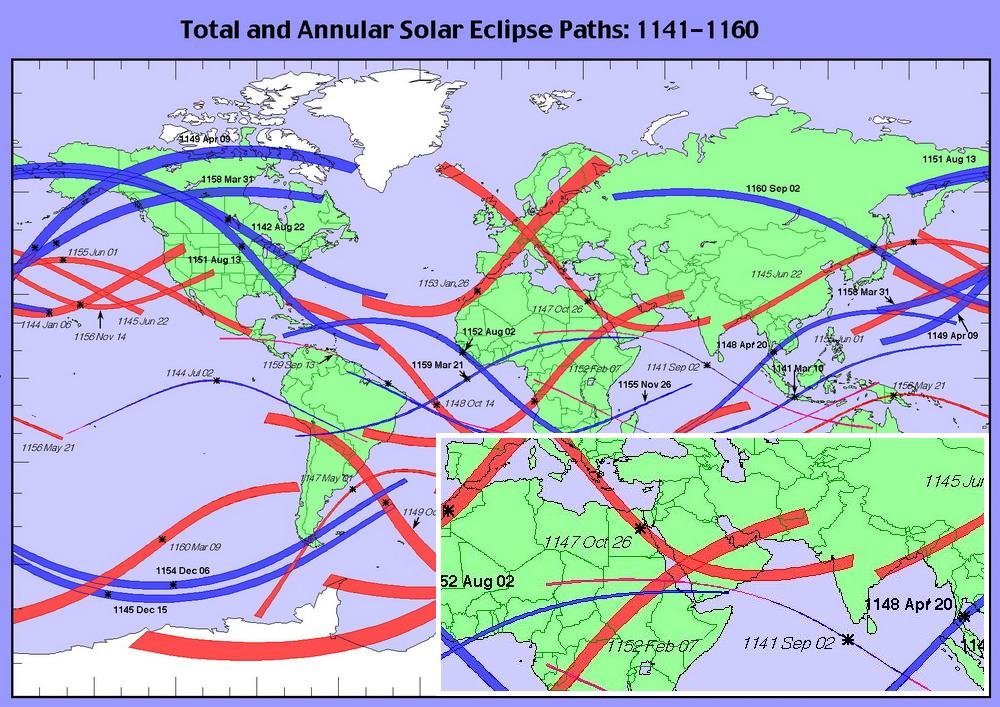 Total and Annular Solar Eclipse Paths: 1141-1160
1149 Apr 09
1151 Aug 13
1158 Mar 31
1160 Sep 02
1142 Aug 22
1155 Jun 01
1151 Aug 13
1153 Jan 26
1145 Jun 22
1158 Mar 31
1147 Oct 26
1144 Jan 06
1145 Jun 22
1156 Nov 14
1152 Aug 02
1148 Apr 20
1149 Apr 09
1159 Sep 13
1159 Mar 21
1152 Feb 07
1141 Sep 02
1141 Mar 10
1144 Jul 02
1155 Nov 26
1156 May 21
1148 Oct 14
1156 May 21
1147 May 01
1149 Oc
1160 Mar 09
1154 Dec 06
1145 Dec 15
1145 Ju
1147 Oct 26
52 Aug 02
1148 Apr 20
1152 Feb 07
1141 Sep 02
114